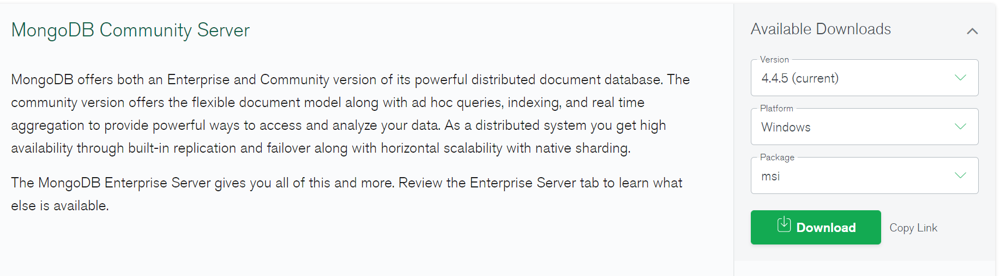 MongoDB Community Server
MongoDB offers both an Enterprise and Community version of its powerful distributed document database. The
community version offers the flexible document model along with ad hoc queries, indexing, and real time
aggregation to provide powerful ways to access and analyze your data. As a distributed system you get high
availability through built-in replication and failover along with horizontal scalability with native sharding.
The MongoDB Enterprise Server gives you all of this and more. Review the Enterprise Server tab to learn what
else is available.
Available Downloads
Version
4.4.5 (current)
Platform
Windows
Package
msi
Download
Copy Link